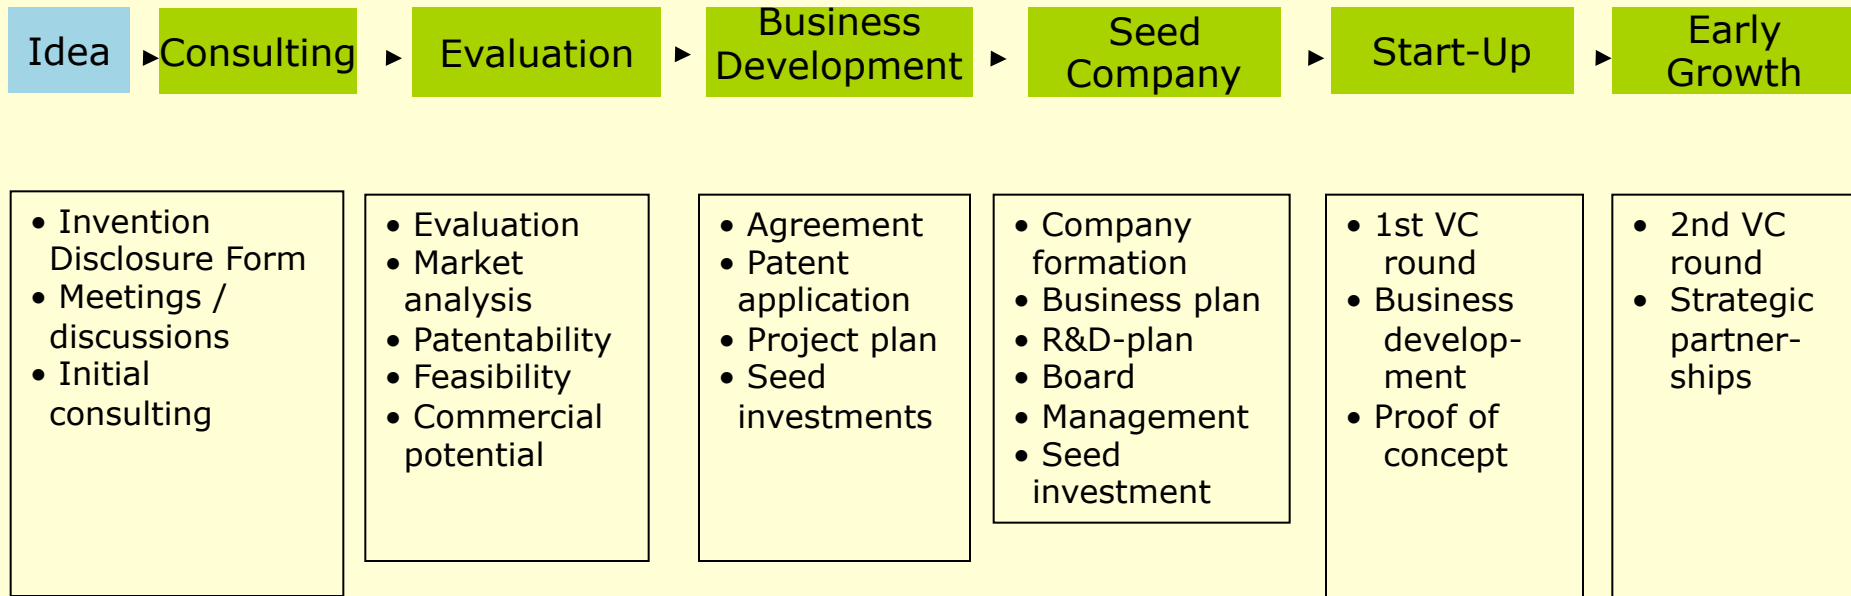 Idea
Consulting
Evaluation
Business
Development
Seed
Company
Start-Up
Early
Growth
• Invention
Disclosure Form
• Meetings /
discussions
• Initial
consulting
• Evaluation
• Market
analysis
• Patentability
• Feasibility
• Commercial
potential
• Agreement
• Patent
application
• Project plan
• Seed
investments
• Company
formation
• Business plan
• R&D-plan
• Board
• Management
• Seed
investment
• 1st VC
round
• Business
develop-
ment
• Proof of
concept
• 2nd VC
round
• Strategic
partner-
ships